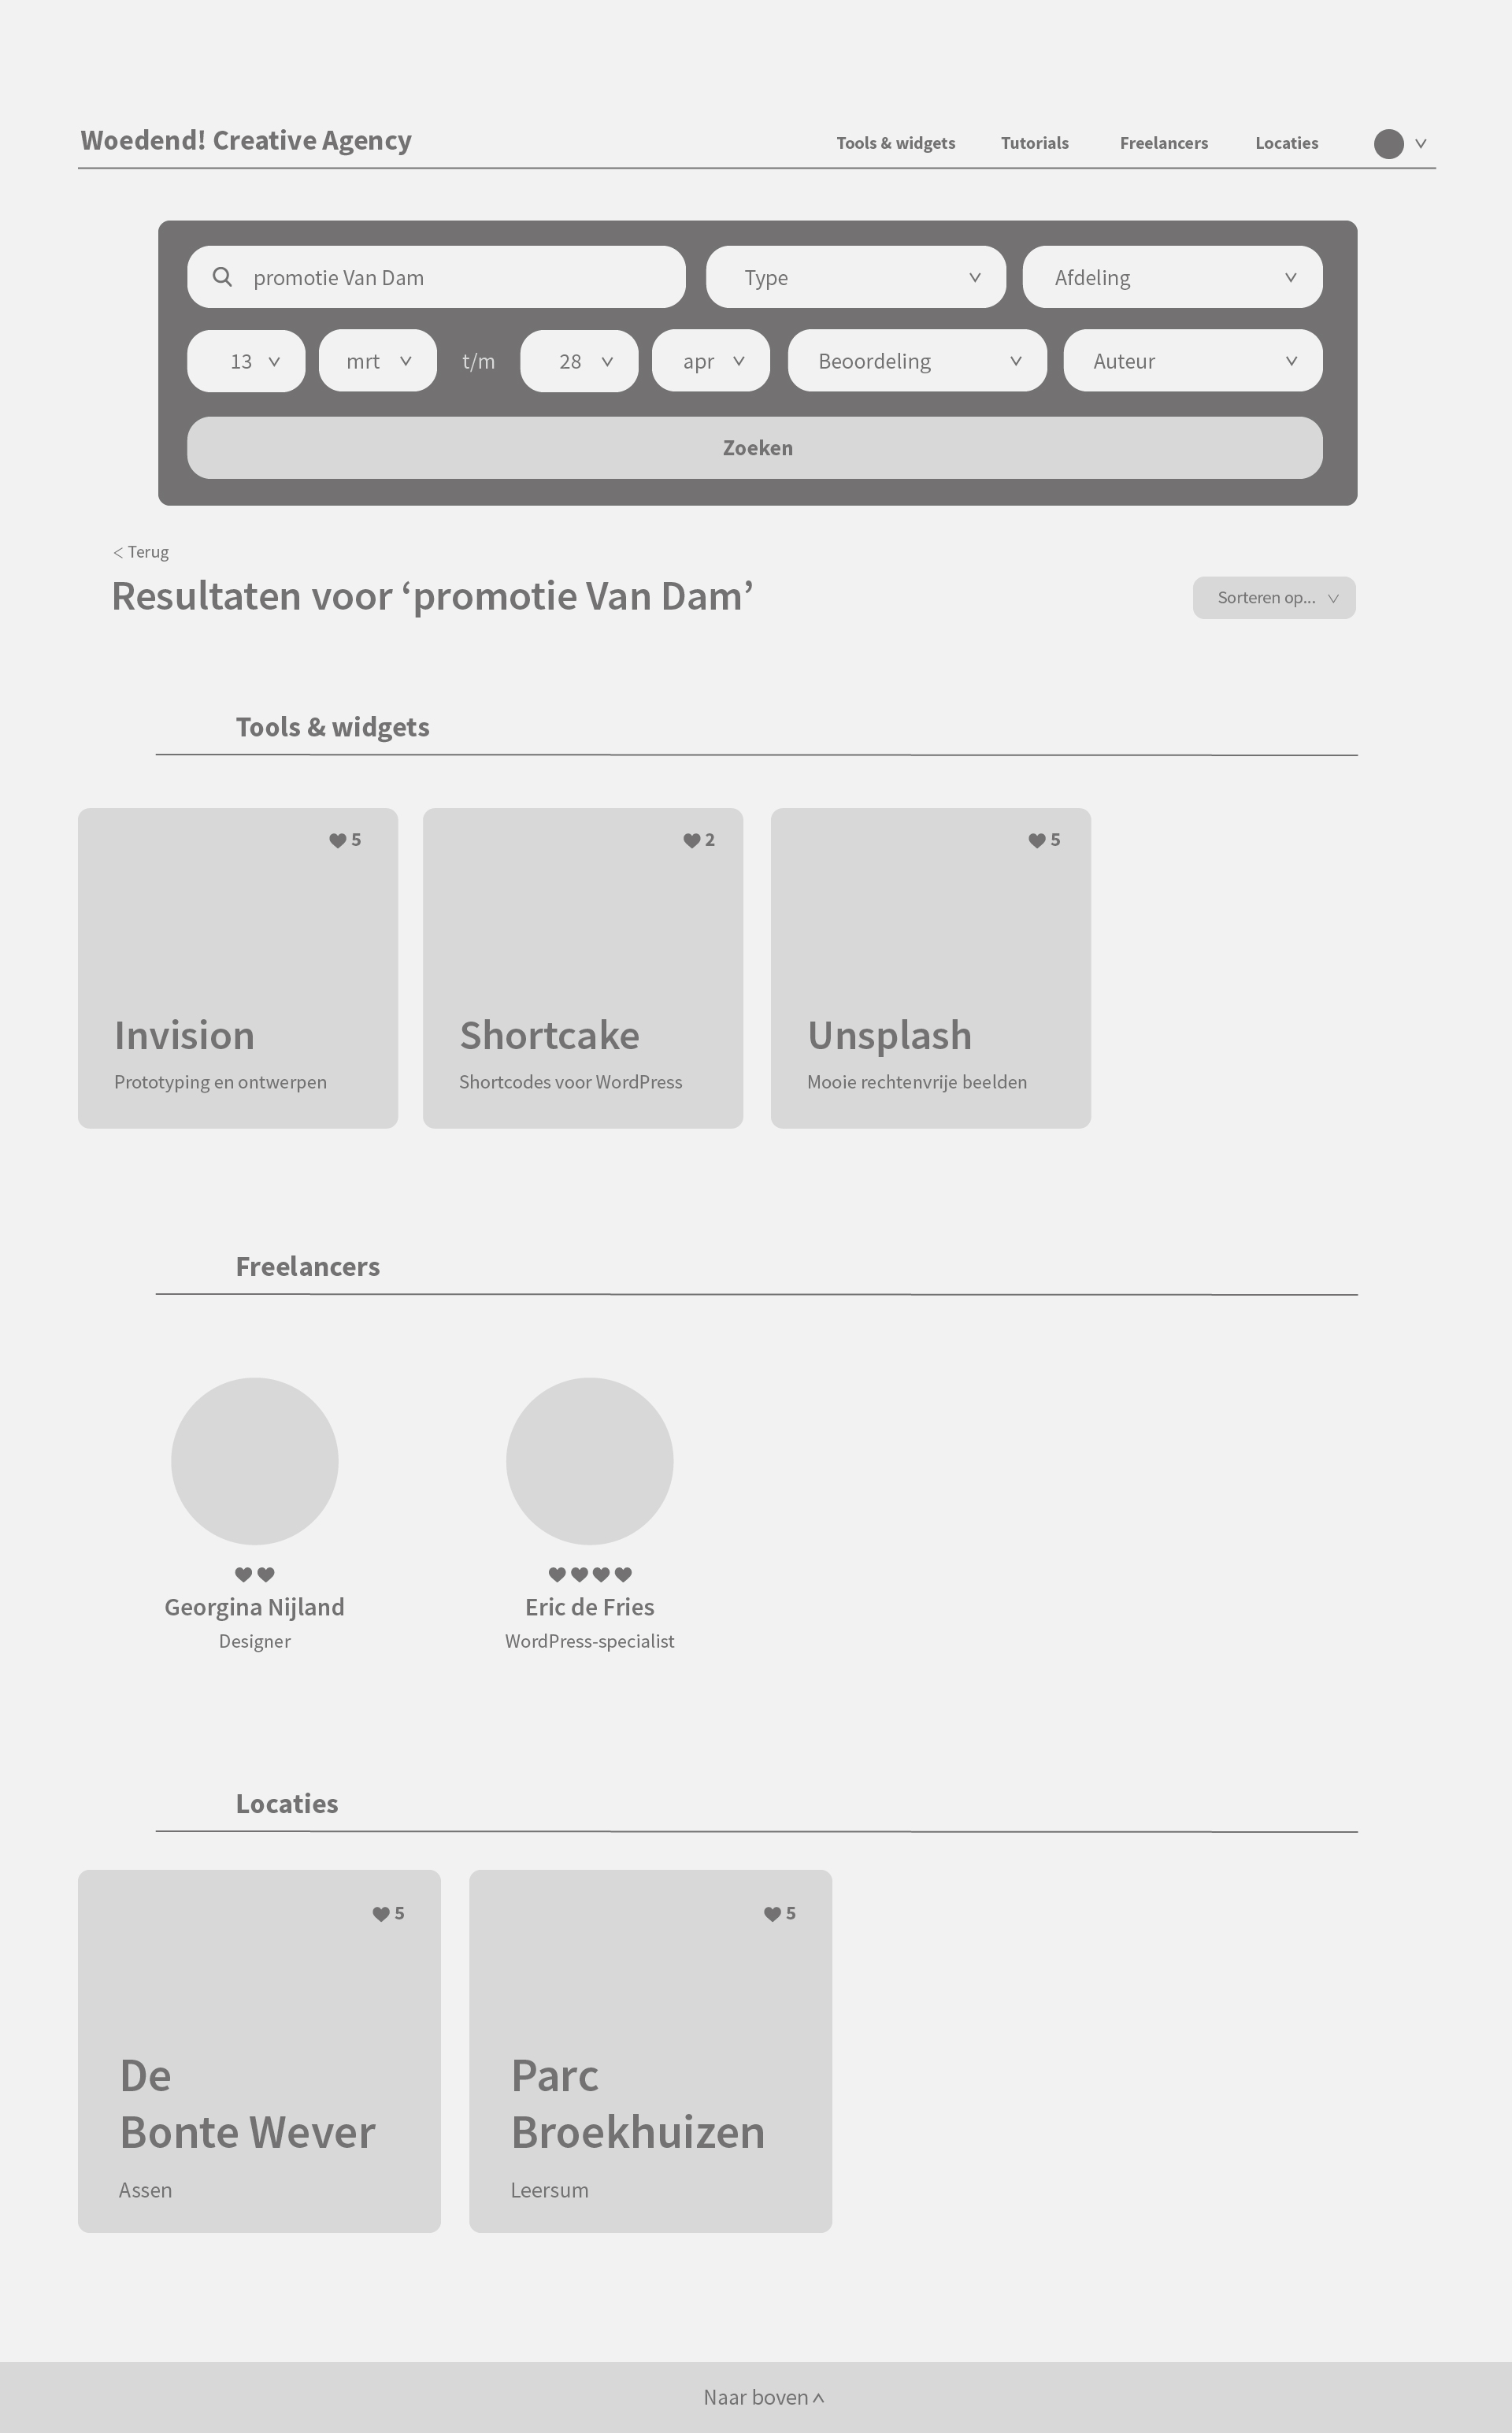 Woedend! Creative Agency
Tools & widgets
Tutorials
Freelancers
Locaties
promotie Van Dam
Type
Afdeling
13
mrt
t/m
28
apr
Beoordeling
Auteur
Zoeken
< Terug
Resultaten voor ‘promotie Van Dam’
Sorteren op...
Tools & widgets
5
Invision
Prototyping en ontwerpen
2
Shortcake
Shortcodes voor WordPress
5
Unsplash
Mooie rechtenvrije beelden
Freelancers
Georgina Nijland
Designer
Eric de Fries
WordPress-specialist
Locaties
5
De
Bonte Wever
Assen
5
Parc
Broekhuizen
Leersum
Naar boven